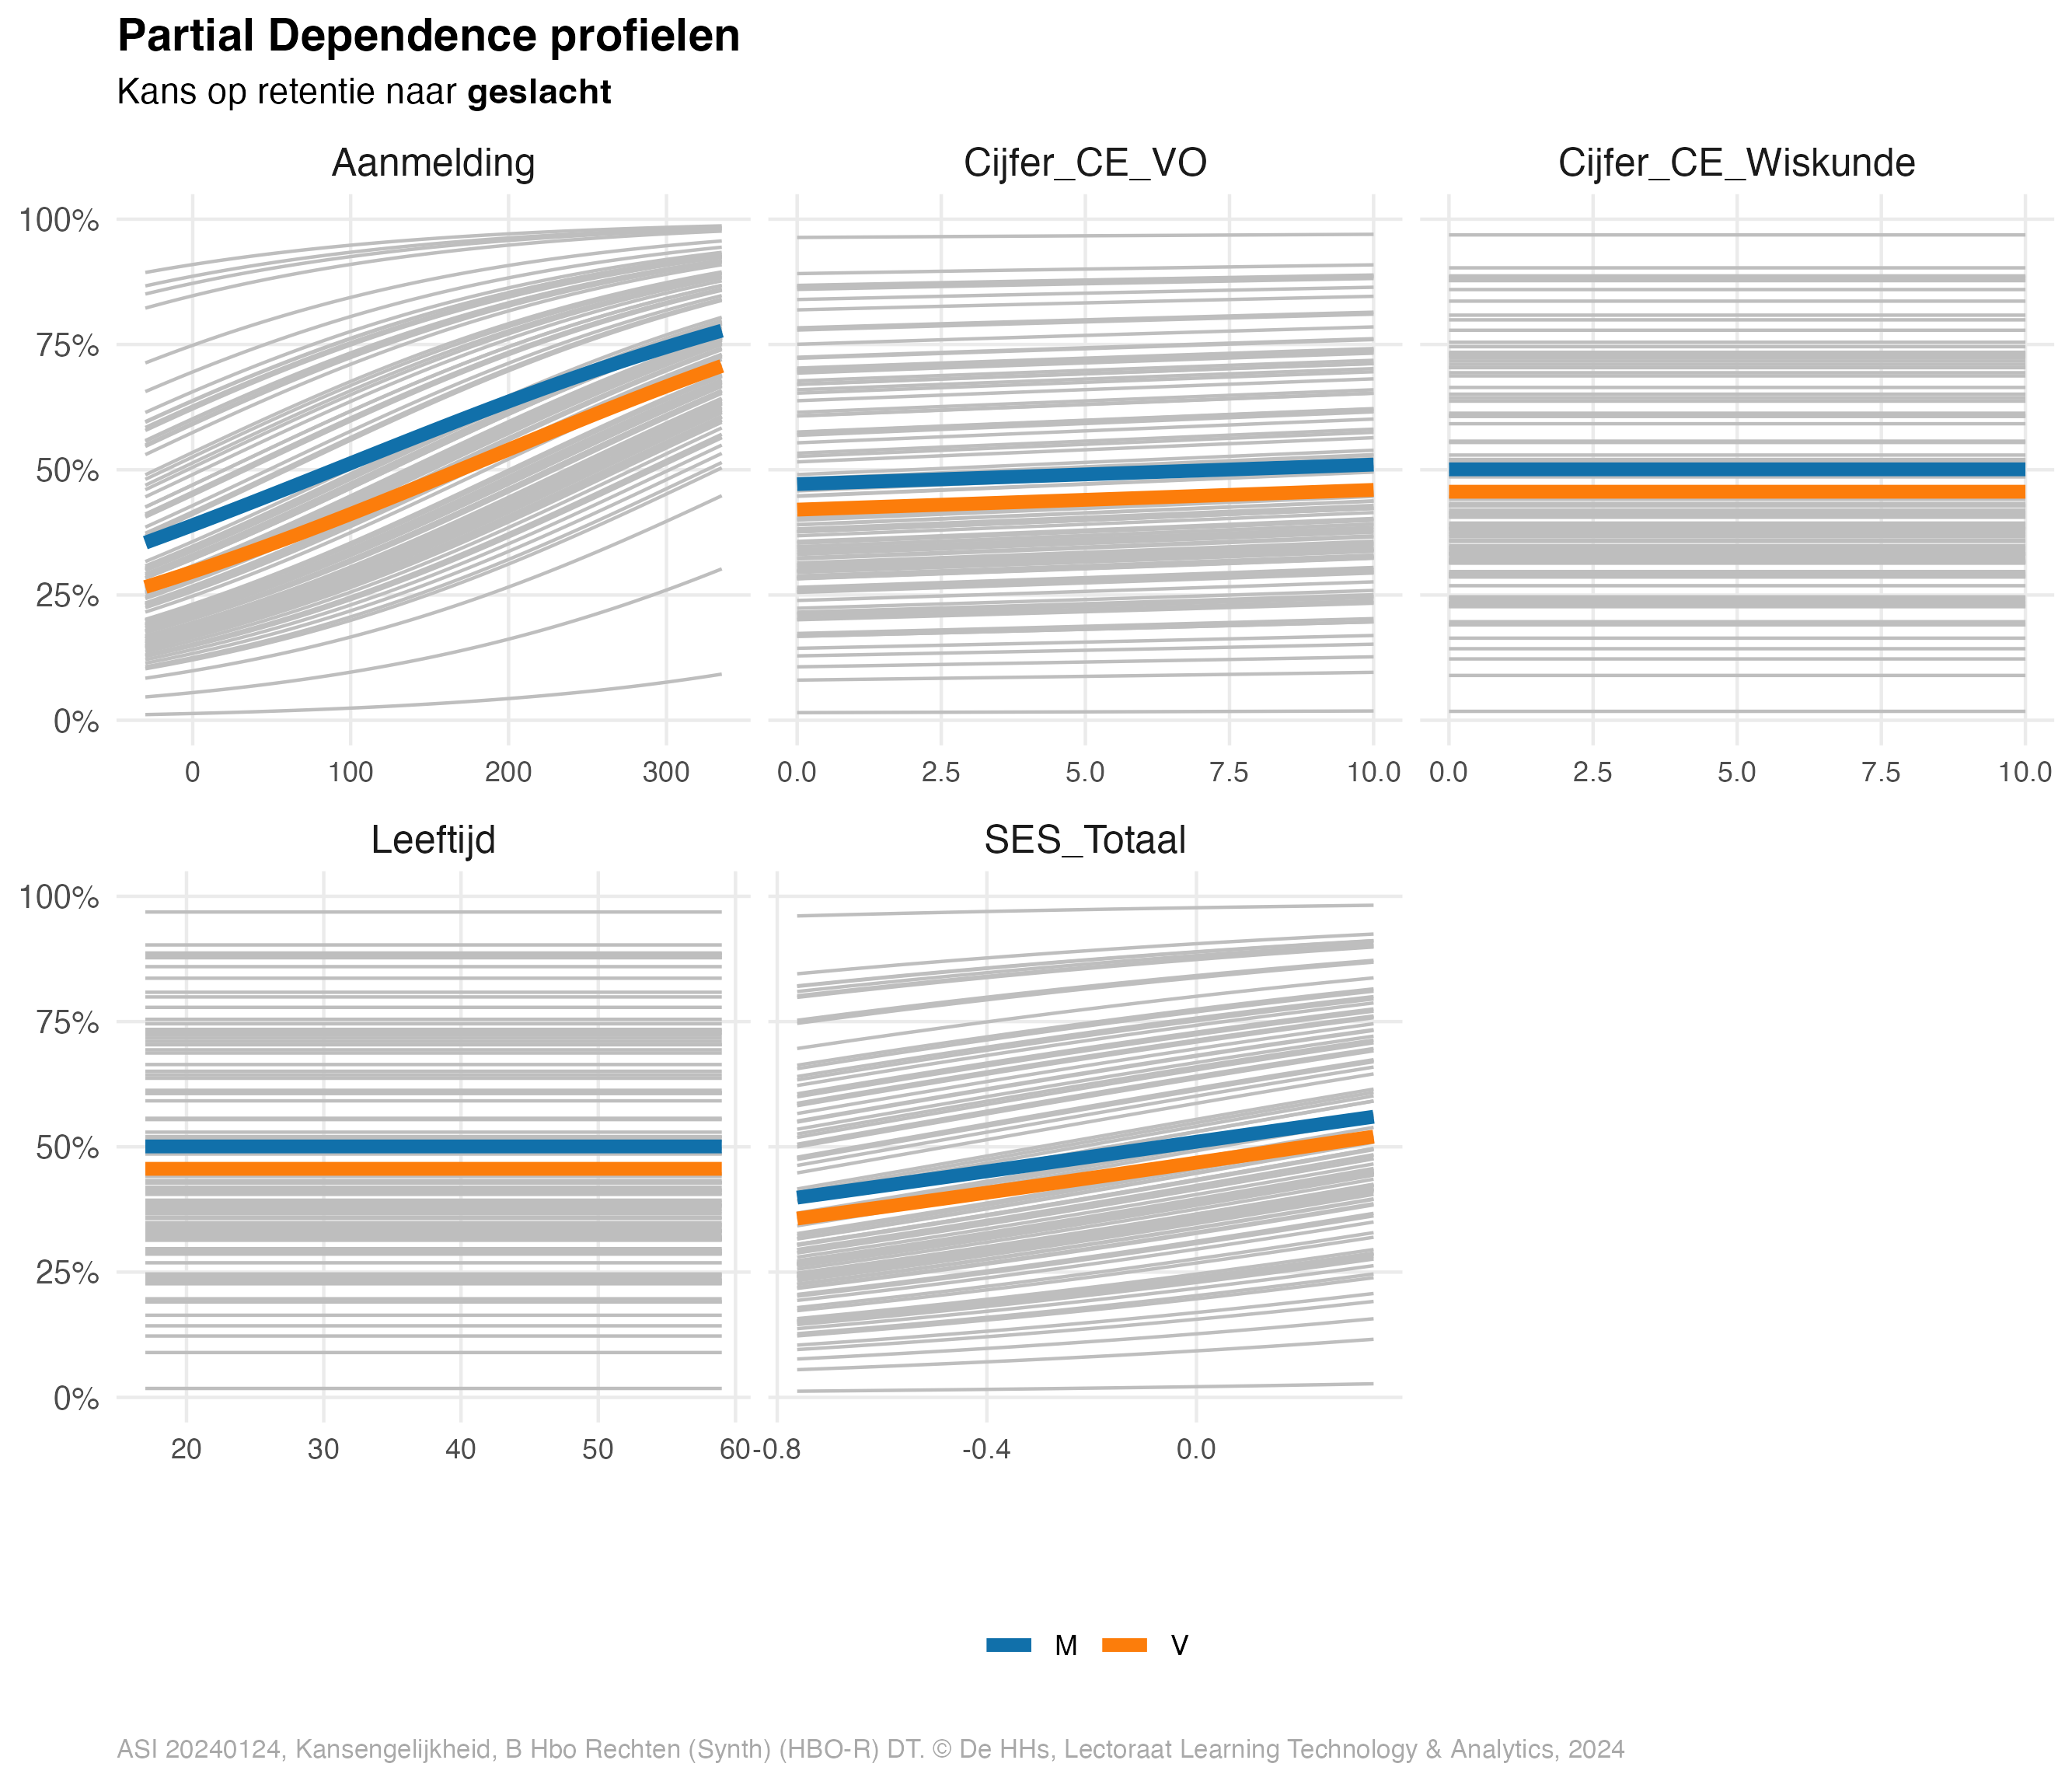 Partial Dependence profielen
Kans op retentie naar geslacht
Aanmelding
Cijfer_CE_VO
Cijfer_CE_Wiskunde
100%
75%
50%
25%
0%
0 100 200 300
0.0 2.5 5.0 7.5 10.0
0.0 2.5 5.0 7.5 10.0
Leeftijd
SES_Totaal
100%
75%
50%
25%
0%
20 30 40 50 60
-0.8 -0.4 0.0
M V
ASI 20240124, Kansengelijkheid, B Hbo Rechten (Synth) (HBO-R) DT. © De HHs, Lectoraat Learning Technology & Analytics, 2024